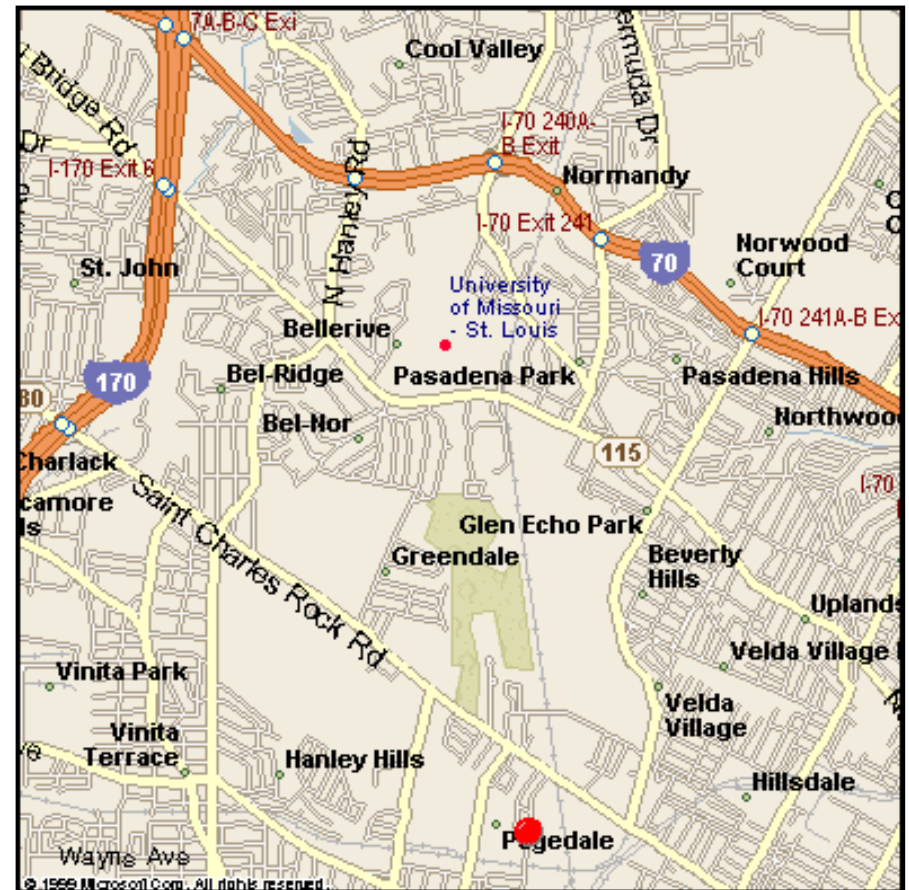 7A-B-C Exi
Cool Valley
Bermuda Dr
Bridge Rd
Dr
I-170 Exit 6
I-70 240A-
B Exit
N Hanley Rd
Normandy
I-70 Exit 241
70
Norwood
Court
St. John
University
of Missouri
- St. Louis
I-70 241A-B Ex
Bellerive
170
Bel-Ridge
Pasadena Park
Pasadena Hills
80
Bel-Nor
Northwoo
115
Charlack
I-70
camore
ls
Saint Charles Rock Rd
Glen Echo Park
Greendale
Beverly
Hills
Uplands
Vinita Park
Velda Village
Velda
Village
Vinita
Terrace
Hanley Hills
Hillsdale
Pagedale
Wayne Ave
© 1999 Microsoft Corp. All rights reserved.